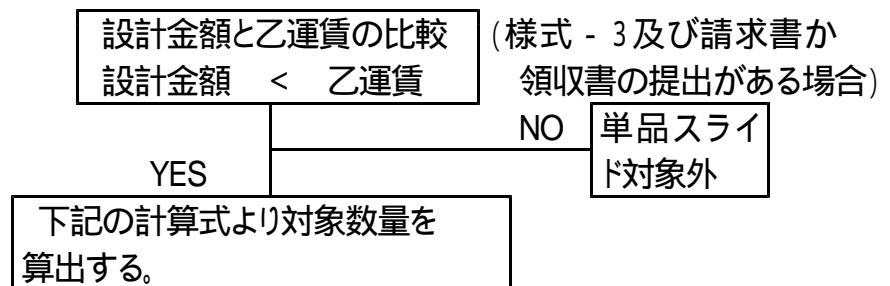 設計金額と乙運賃の比較
設計金額 < 乙運賃
(様式 - 3及び請求書か
領収書の提出がある場合)
NO
単品スライ
ド対象外
YES
下記の計算式より対象数量を
算出する。